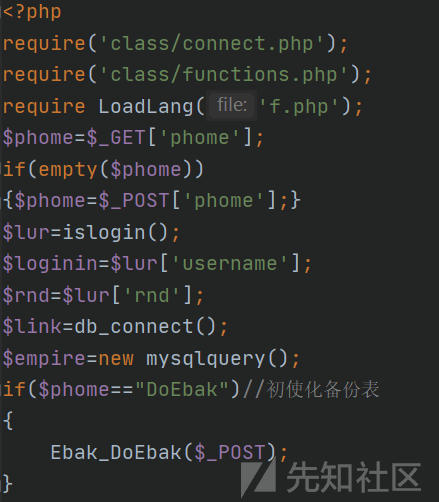 <?php
require('class/connect.php');
require('class/functions.php');
require LoadLang( file: 'f.php');
$phome=$_GET['phome'];
if(empty($phome))
{$phome=$_POST['phome'];}
$lur=islogin();
$loginin=$lur['username'];
$rnd=$lur['rnd'];
$link=db_connect();
$empire=new mysqlquery();
if($phome=="DoEbak")//初使化备份表
{
    Ebak_DoEbak($_POST);
}
先知社区